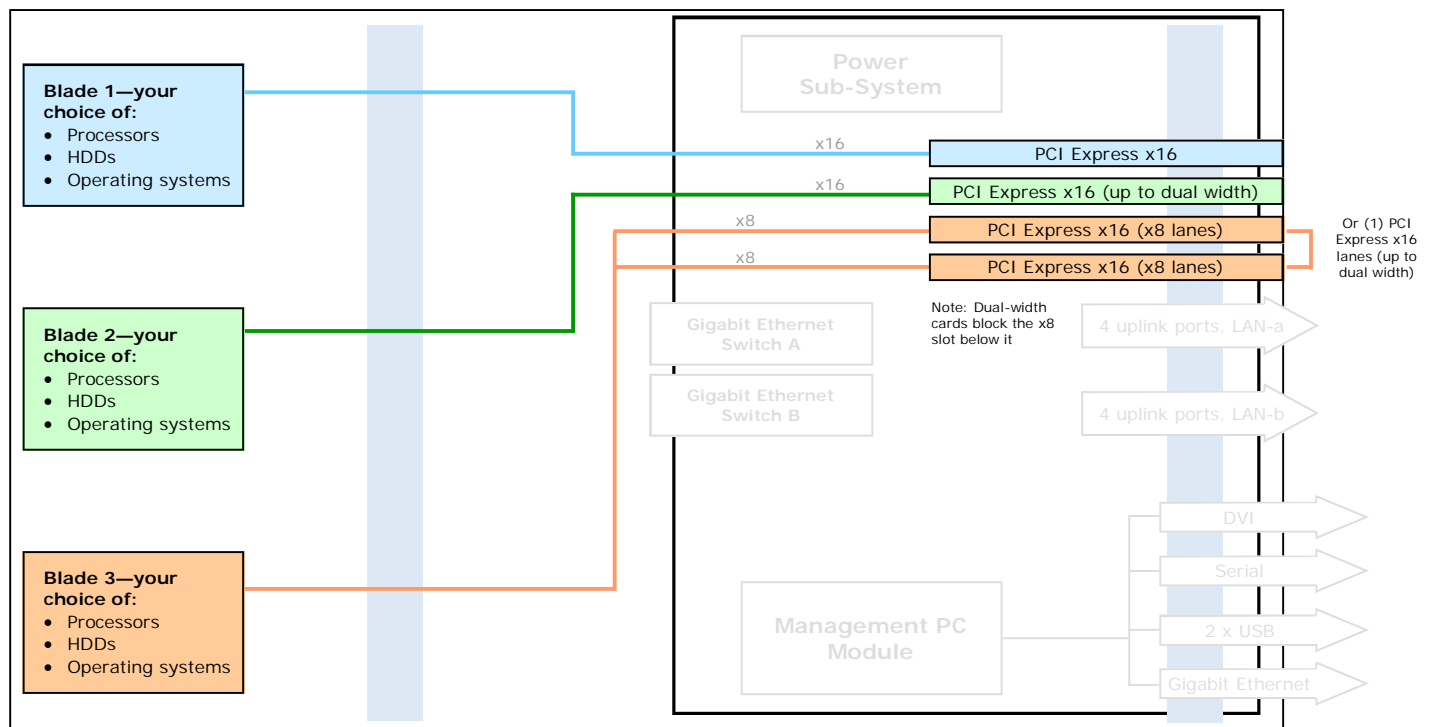 Power
Sub-System
Blade 1—your
choice of:
• Processors
• HDDs
• Operating systems
x16
PCI Express x16
x16
PCI Express x16 (up to dual width)
x8
PCI Express x16 (x8 lanes)
x8
PCI Express x16 (x8 lanes)
Or (1) PCI
Express x16
lanes (up to
dual width)
Note: Dual-width
cards block the x8
slot below it
Gigabit Ethernet
Switch A
4 uplink ports, LAN-a
Blade 2—your
choice of:
• Processors
• HDDs
• Operating systems
Gigabit Ethernet
Switch B
4 uplink ports, LAN-b
DVI
Serial
2 x USB
Gigabit Ethernet
Blade 3—your
choice of:
• Processors
• HDDs
• Operating systems
Management PC
Module